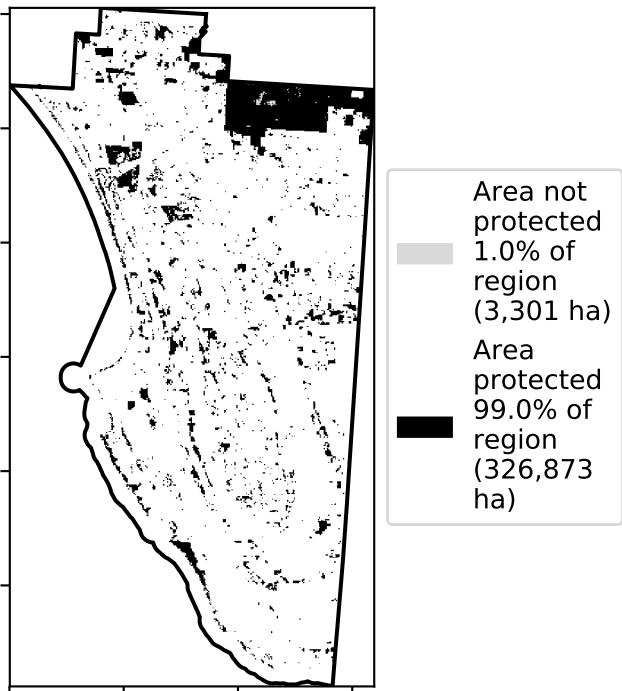 Area not
protected
1.0% of
region
(3,301 ha)
Area
protected
99.0% of
region
(326,873
ha)